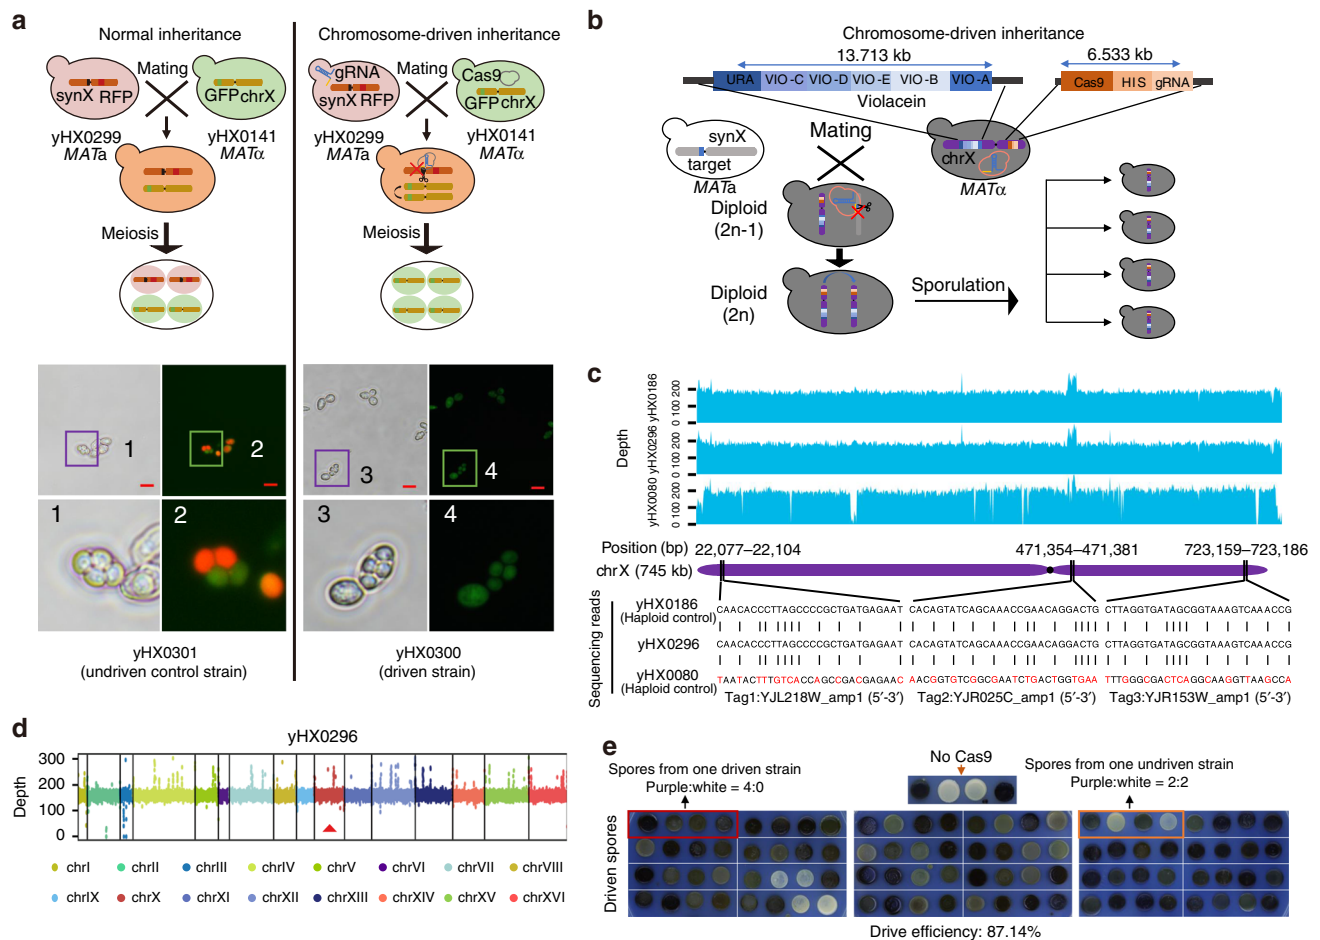 a
Normal inheritance
Chromosome-driven inheritance
Mating
synX RFP
GFP chrX
yHX0299
MATa
yHX0141
MATα
Meiosis
gRNA
synX RFP
Mating
Cas9
GFP chrX
yHX0299
MATa
yHX0141
MATα
Meiosis
1
2
3
4
1
2
3
4
yHX0301
(undriven control strain)
yHX0300
(driven strain)
b
Chromosome-driven inheritance
13.713 kb
6.533 kb
URA VIO-C VIO-D VIO-E VIO-B VIO-A
Cas9 HIS gRNA
Violacein
synX
target
MATa
Mating
chrX
MATα
Diploid
(2n-1)
Diploid
(2n)
Sporulation
c
Depth
yHX0080 yHX0296 yHX0186
0 100 200
0 100 200
0 100 200
Position (bp) 22,077–22,104 471,354–471,381 723,159–723,186
chrX (745 kb)
Sequencing reads
yHX0186
(Haploid control)
CAACACCCTTAGCCCCGCTGATGAGAAT CACAGTATCAGCAAACCGAACAGGACTG CTTAGGTGATAGCGGTAAAGTCAAACCG
yHX0296
CAACACCCTTAGCCCCGCTGATGAGAAT CACAGTATCAGCAAACCGAACAGGACTG CTTAGGTGATAGCGGTAAAGTCAAACCG
yHX0080
(Haploid control)
TAATACTTTGTCACCAGCCGACGAGAAC AACGGTGTCGGCGAATCTGACTGGTGAA TTTGGGCGACTCAGGCAAGGTTAAGCCA
Tag1:YJL218W_amp1 (5′-3′) Tag2:YJR025C_amp1 (5′-3′) Tag3:YJR153W_amp1 (5′-3′)
d
yHX0296
Depth
300
200
100
0
chrI chrII chrIII chrIV chrV chrVI chrVII chrVIII
chrIX chrX chrXI chrXII chrXIII chrXIV chrXV chrXVI
e
No Cas9
Spores from one driven strain
Purple:white = 4:0
Spores from one undriven strain
Purple:white = 2:2
Driven spores
Drive efficiency: 87.14%